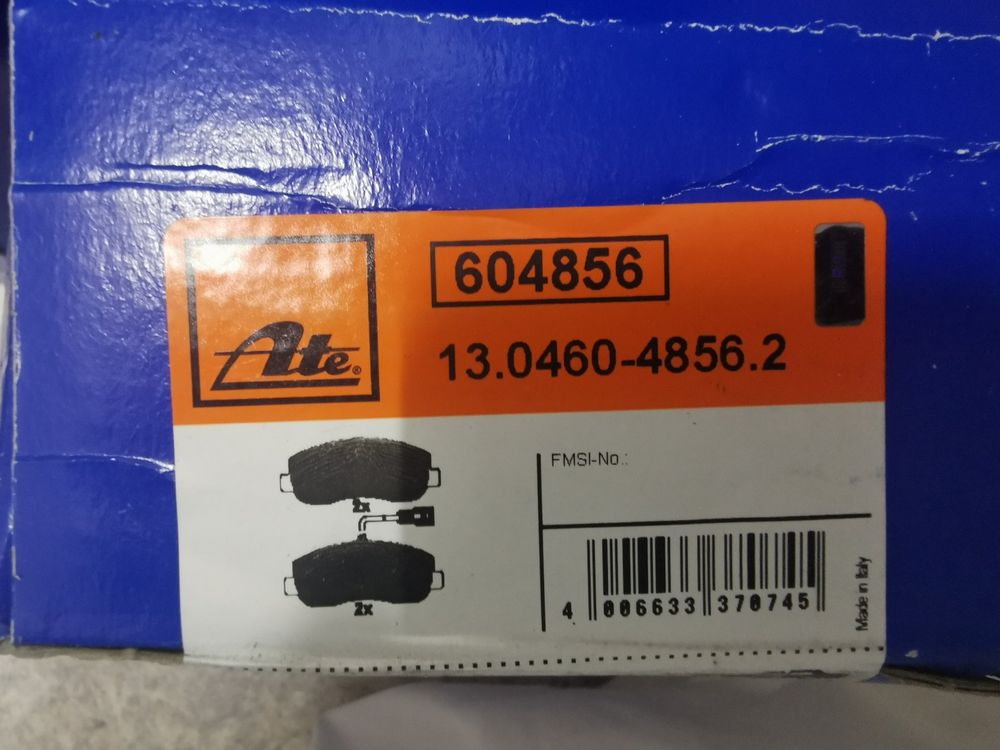 604856
Ate®
13.0460-4856.2
FMSI-No.:
2x
2x
4 006633 370745
Made in Italy